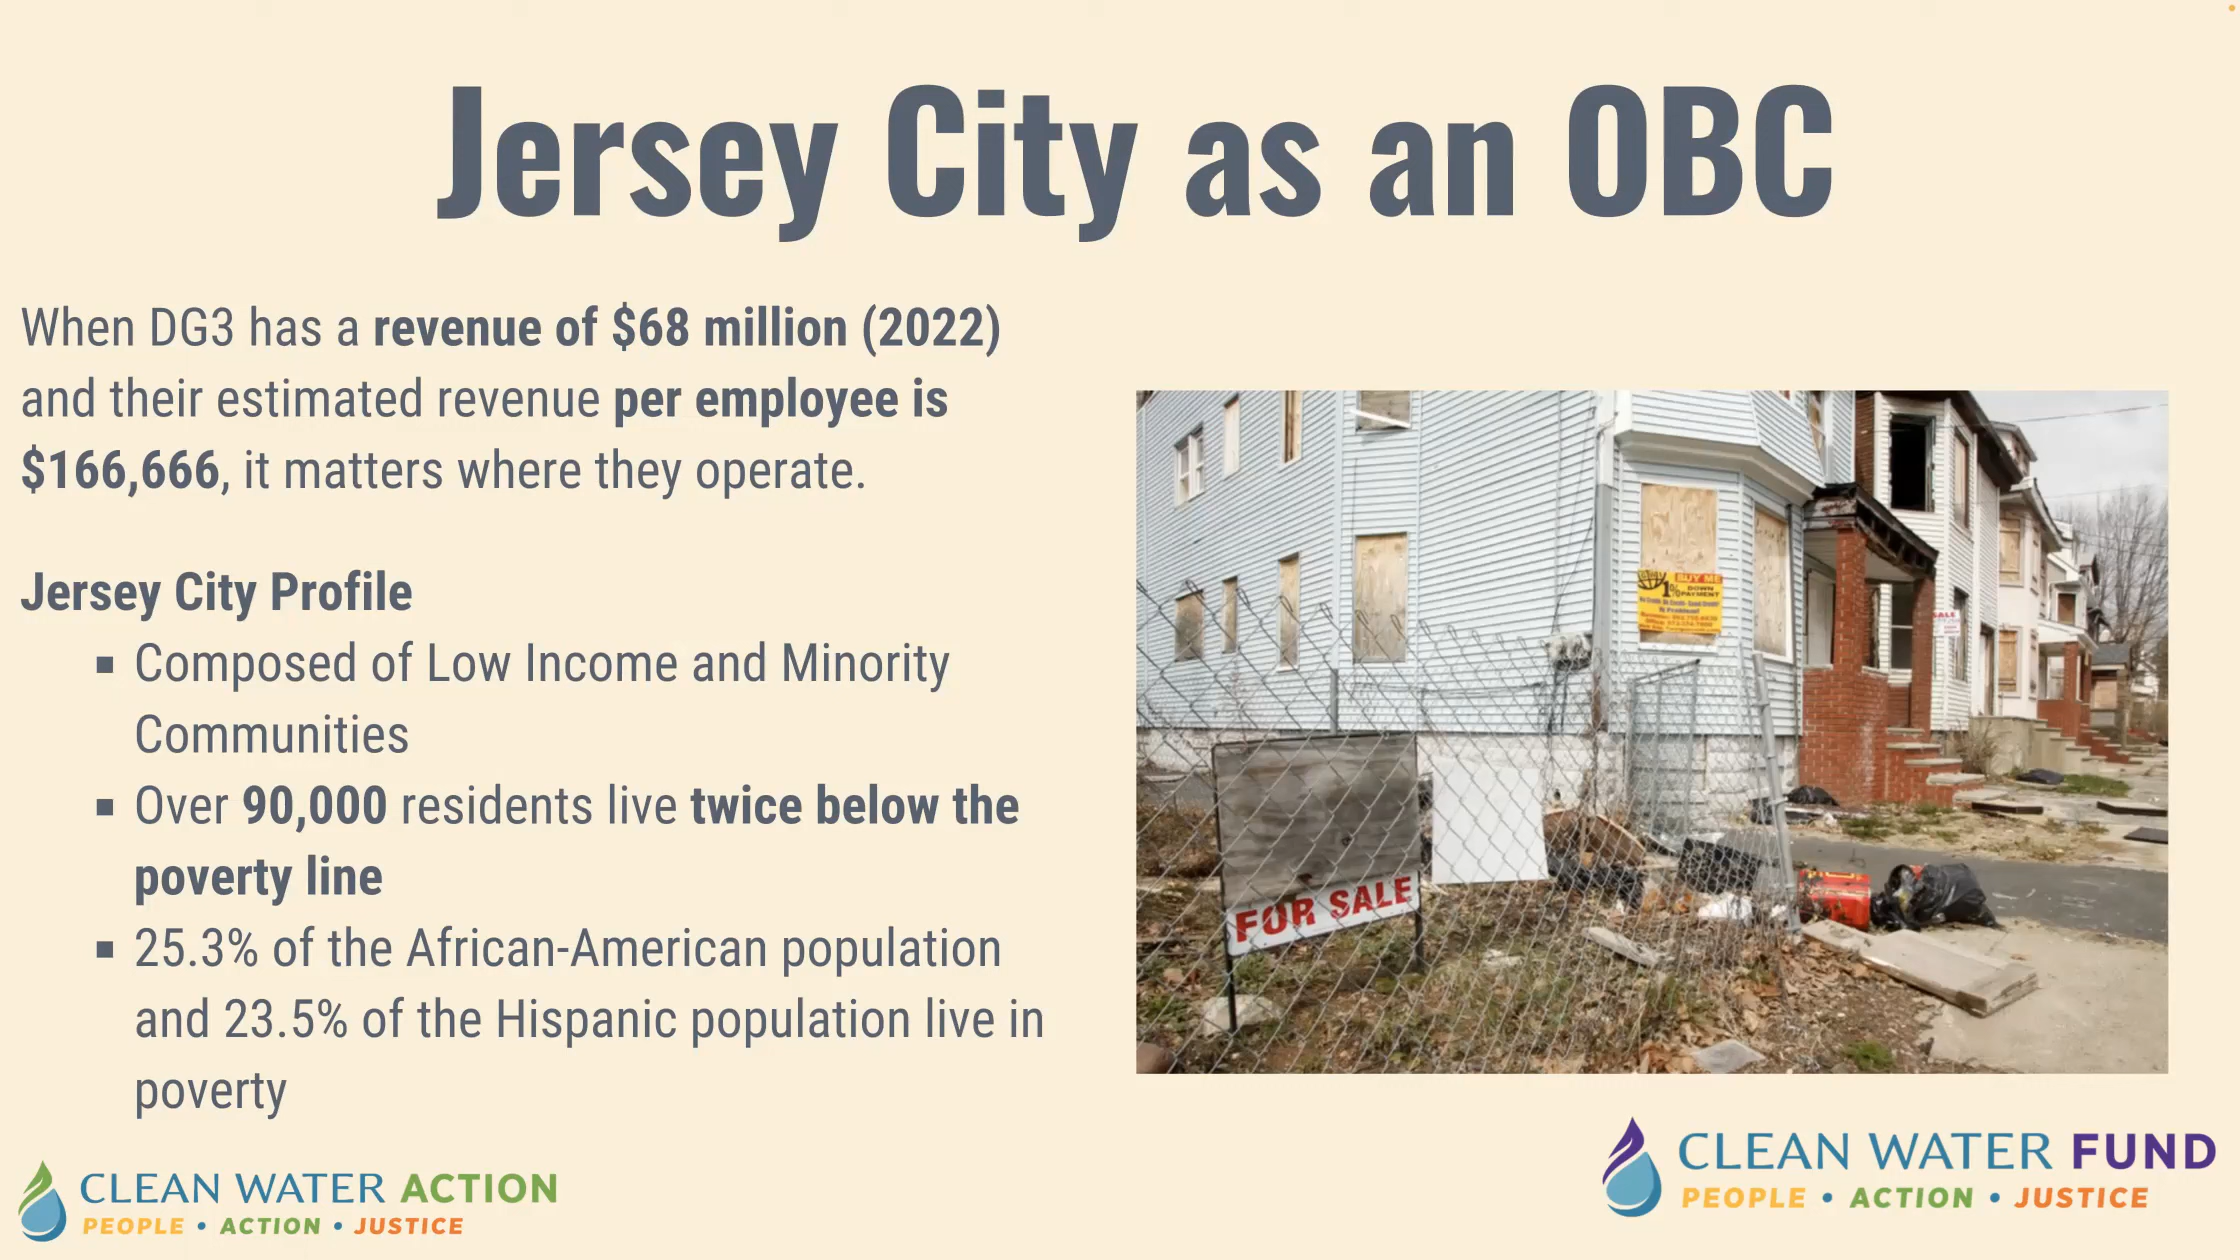 Jersey City as an OBC
When DG3 has a revenue of $68 million (2022)
and their estimated revenue per employee is
$166,666, it matters where they operate.
Jersey City Profile
▪ Composed of Low Income and Minority
Communities
▪ Over 90,000 residents live twice below the
poverty line
▪ 25.3% of the African-American population
and 23.5% of the Hispanic population live in
poverty
BUY ME
1% DOWN
PAYMENT
SALE
FOR SALE
CLEAN WATER ACTION
PEOPLE • ACTION • JUSTICE
CLEAN WATER FUND
PEOPLE • ACTION • JUSTICE